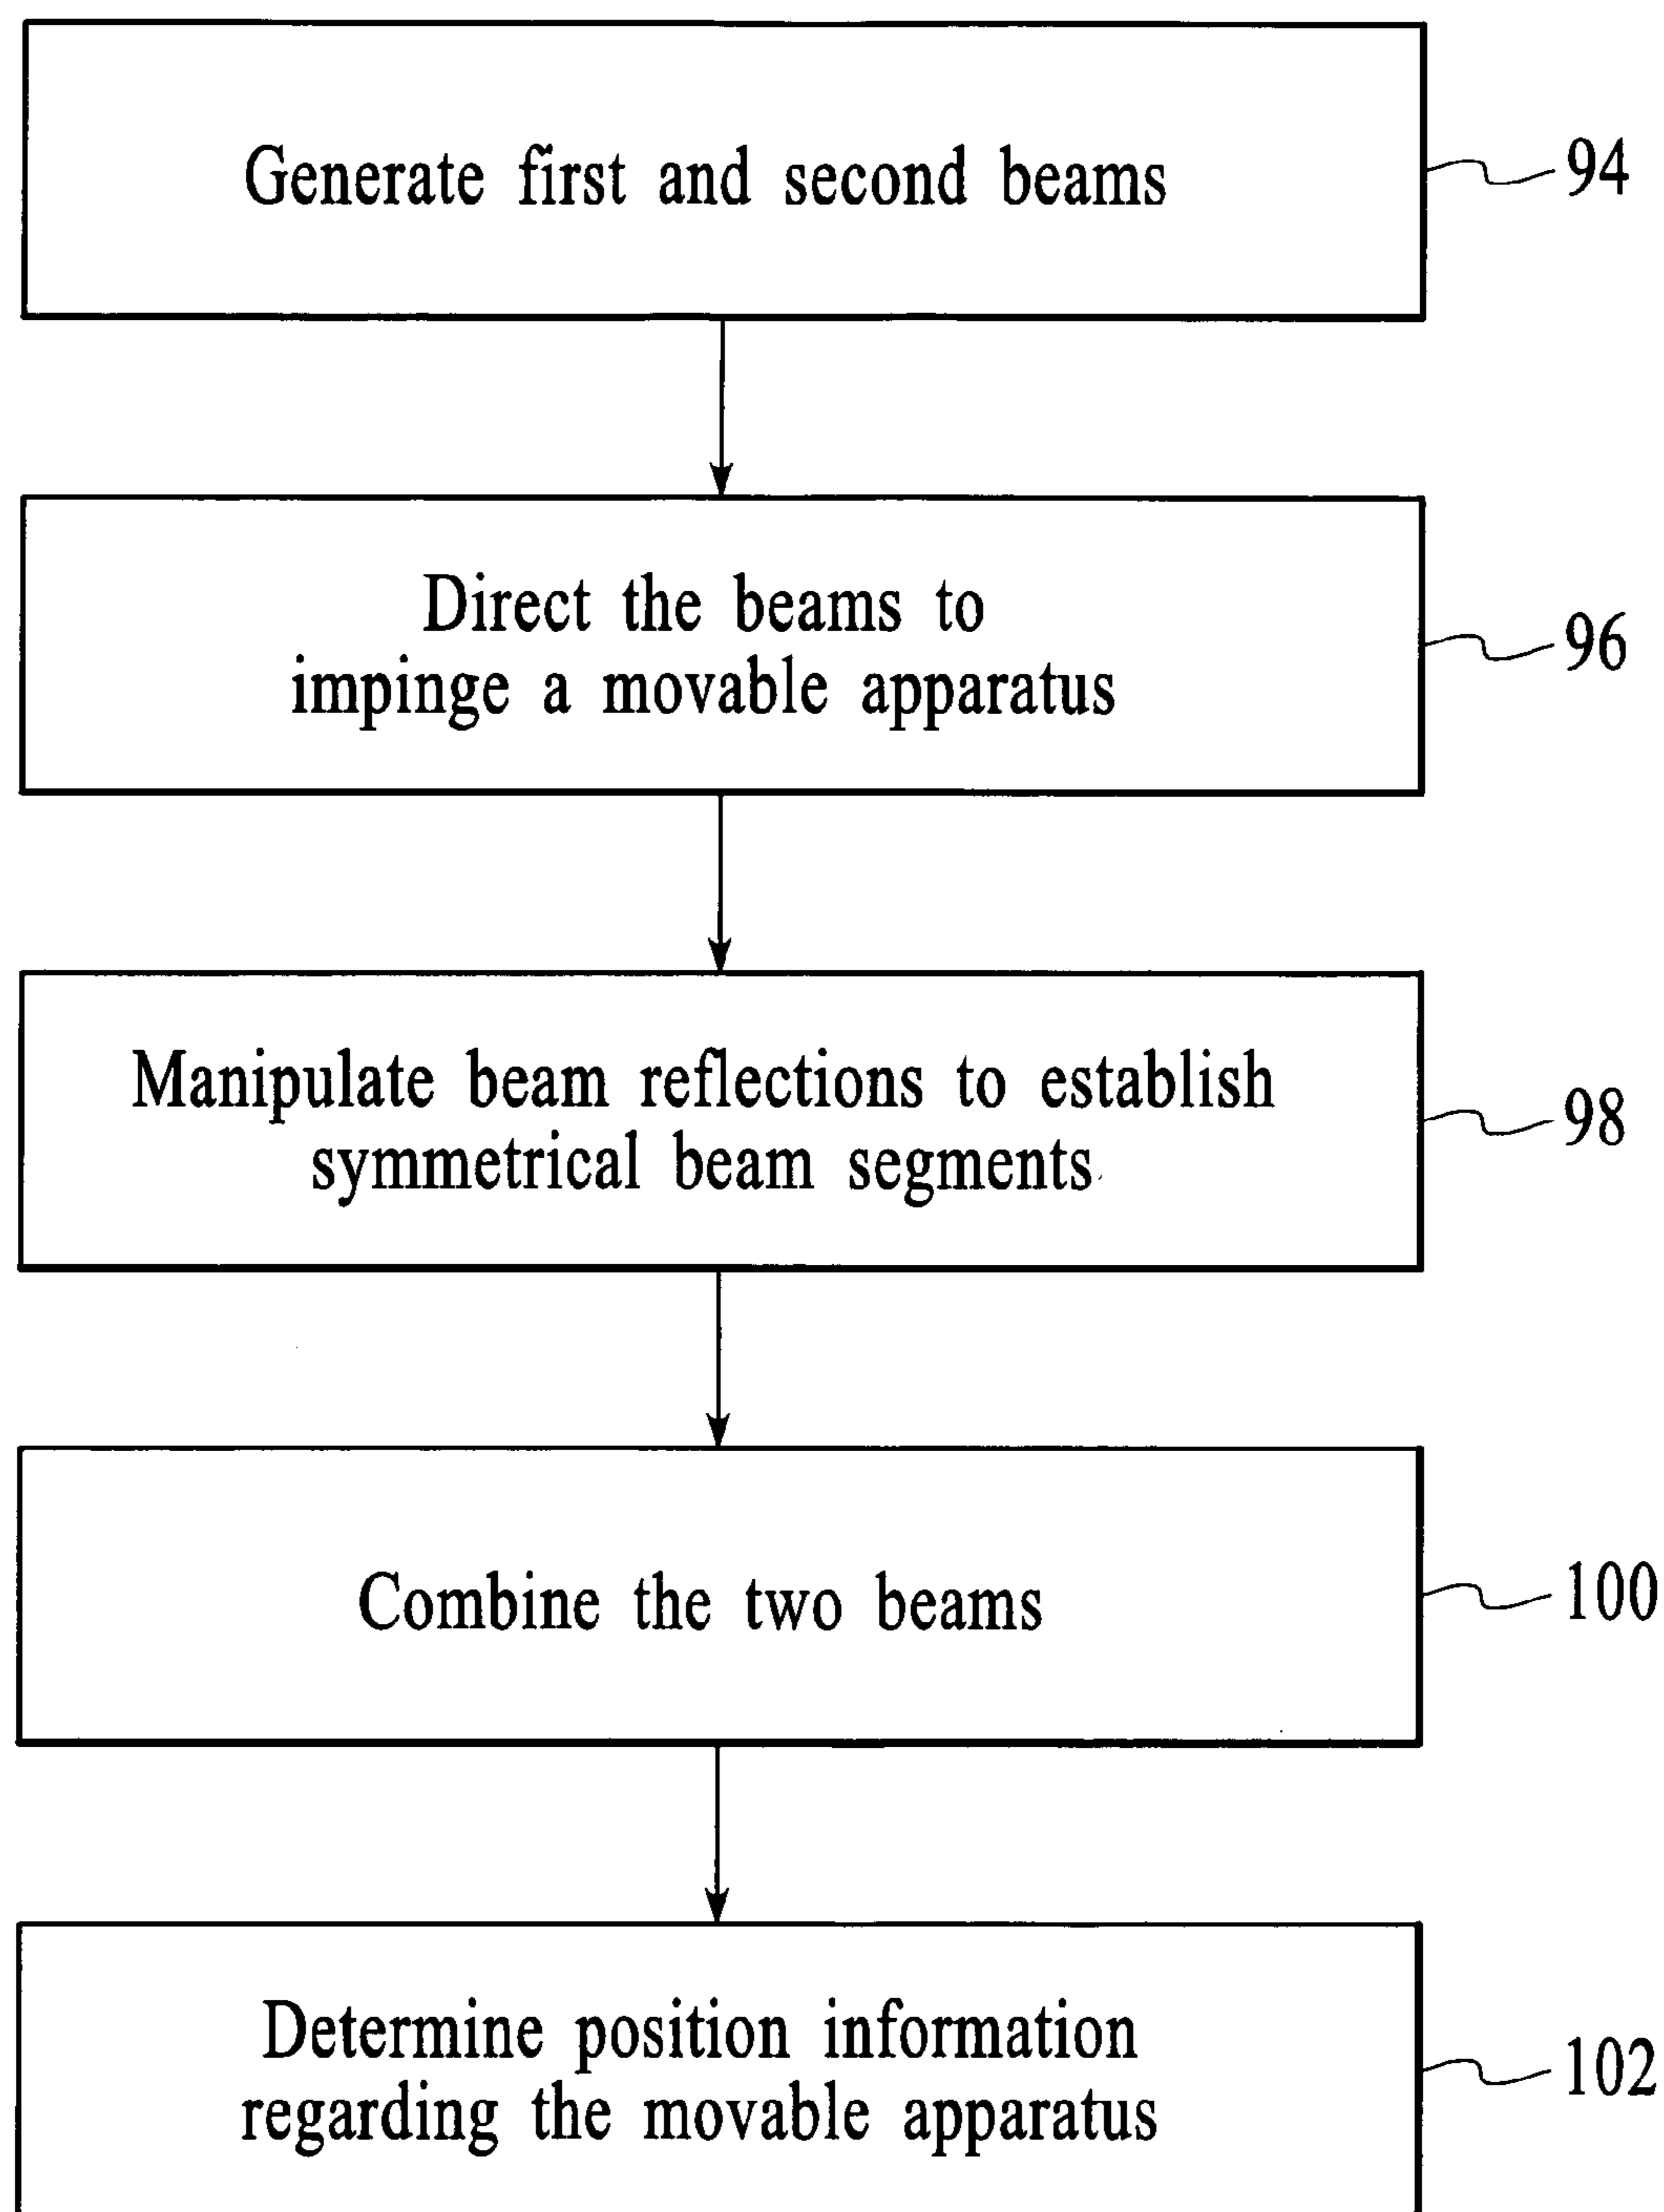 Generate first and second beams
94
Direct the beams to
impinge a movable apparatus
96
Manipulate beam reflections to establish
symmetrical beam segments
98
Combine the two beams
100
Determine position information
regarding the movable apparatus
102